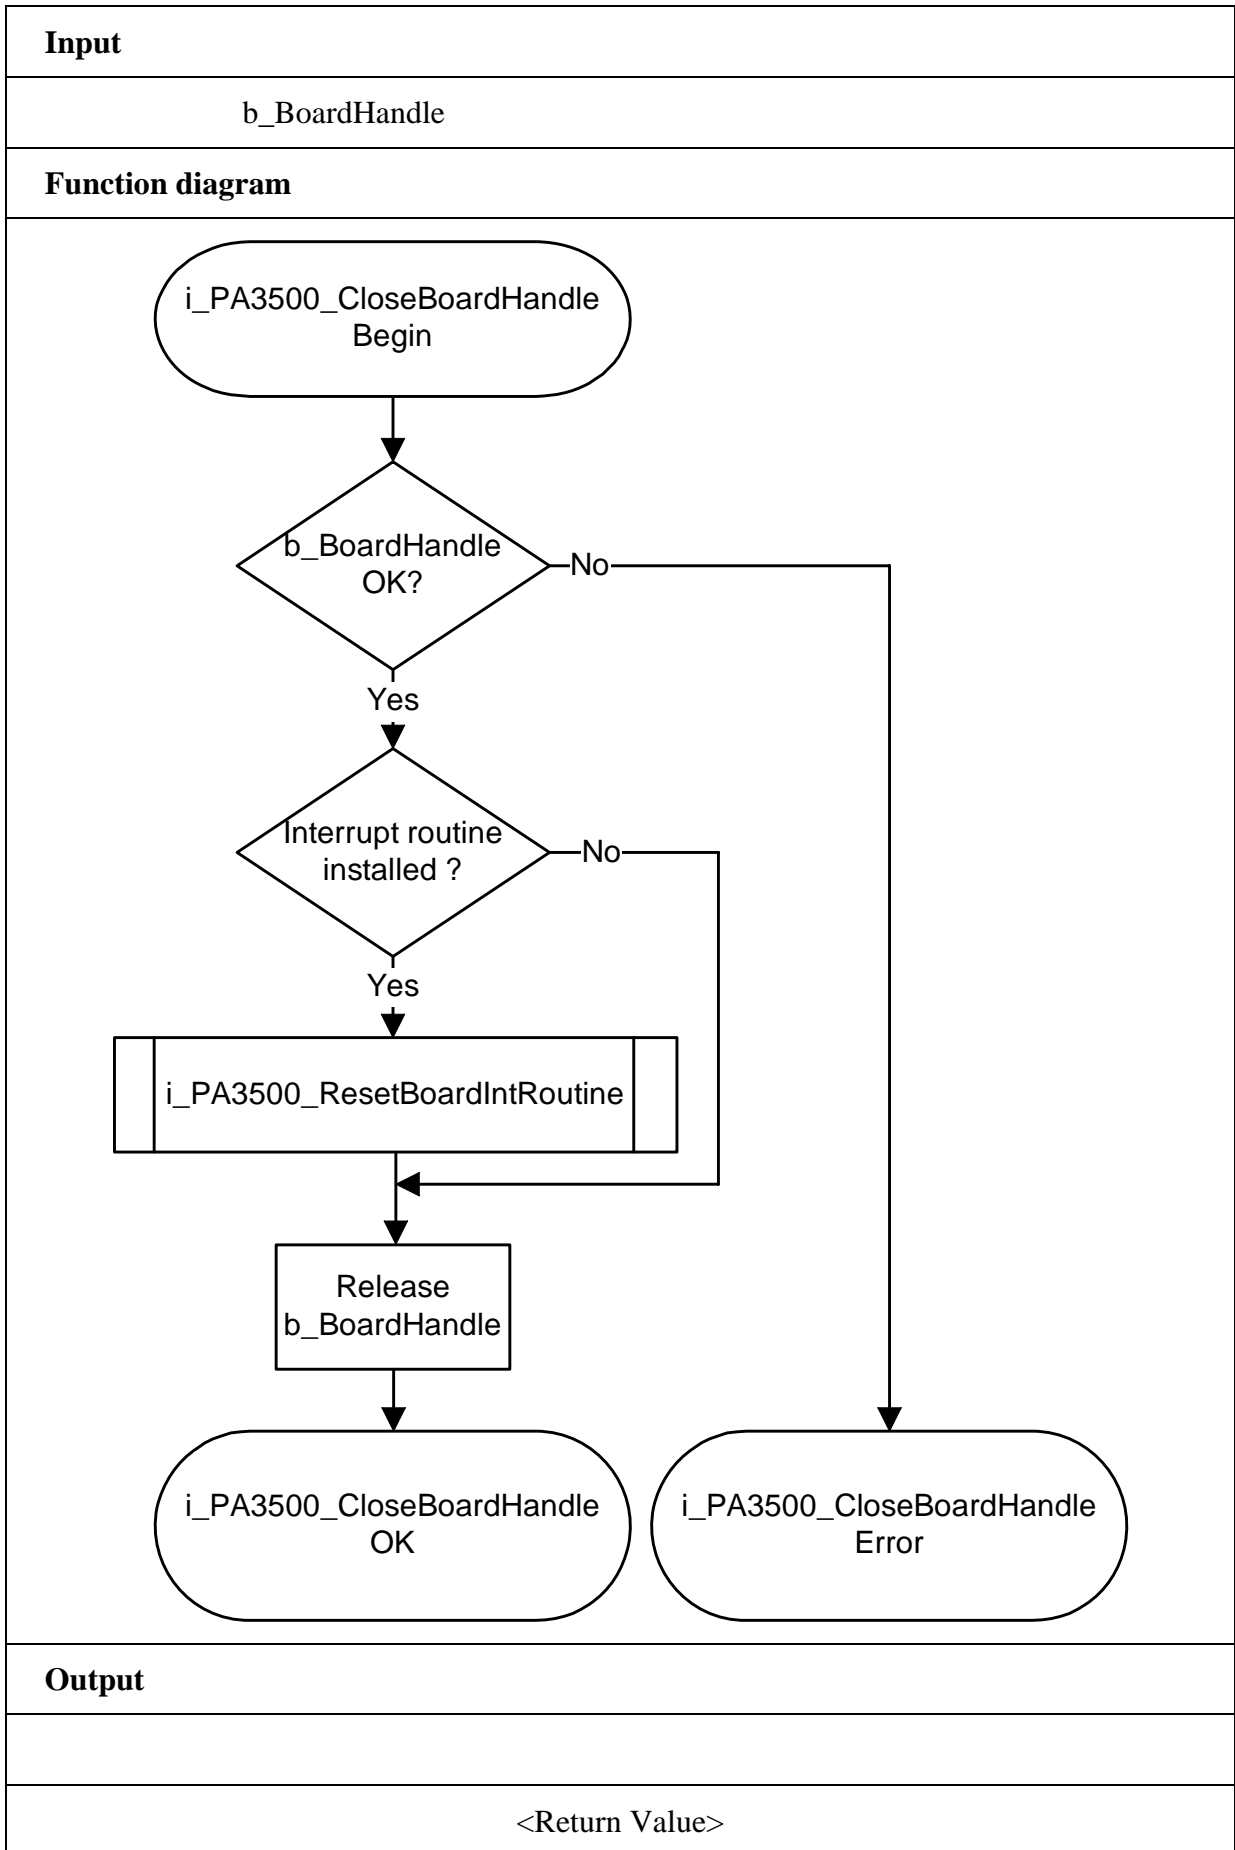 Input
b_BoardHandle
Function diagram
i_PA3500_CloseBoardHandle
Begin
b_BoardHandle
OK?
No
Yes
Interrupt routine
installed ?
No
Yes
i_PA3500_ResetBoardIntRoutine
Release
b_BoardHandle
i_PA3500_CloseBoardHandle
OK
i_PA3500_CloseBoardHandle
Error
Output
<Return Value>